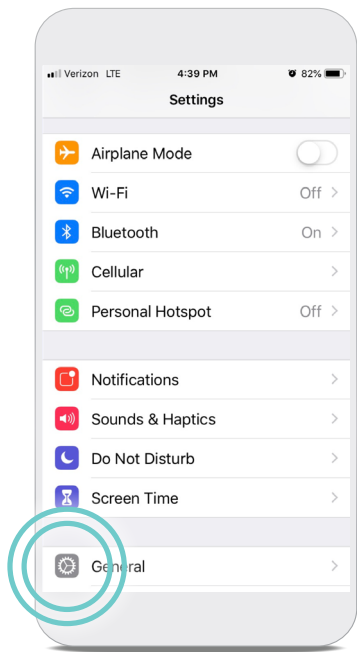 Verizon LTE 4:39 PM 82%
Settings
Airplane Mode
Wi-Fi Off
Bluetooth On
Cellular
Personal Hotspot Off
Notifications
Sounds & Haptics
Do Not Disturb
Screen Time
General